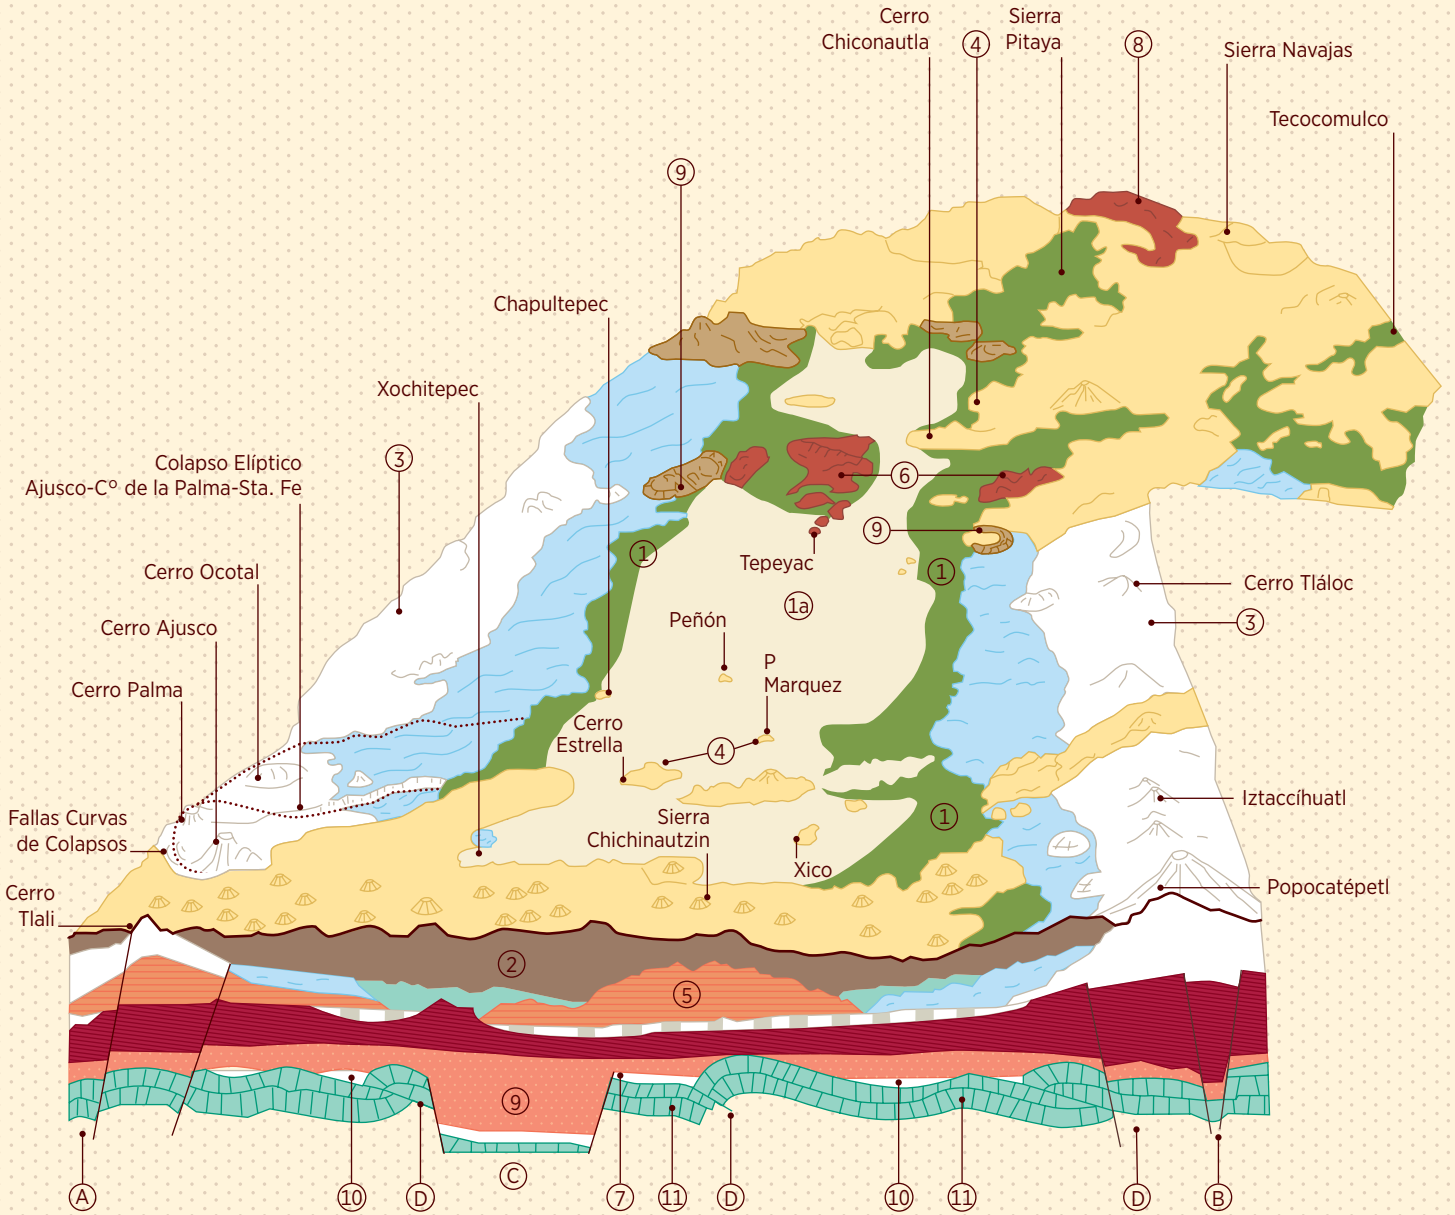 Cerro
Chiconautla
4
Sierra
Pitaya
8
Sierra Navajas
Tecocomulco
9
Chapultepec
Xochitepec
3
Colapso Elíptico
Ajusco-C° de la Palma-Sta. Fe
6
9
1
Tepeyac
1
Cerro Ocotal
Cerro Tláloc
1a
3
Cerro Ajusco
Peñón
P
Marquez
Cerro Palma
Cerro
Estrella
4
Iztaccíhuatl
Fallas Curvas
de Colapsos
Sierra
Chichinautzin
1
Xico
Cerro
Tlali
Popocatépetl
2
5
9
A
10
D
C
7
11
D
10
11
D
B